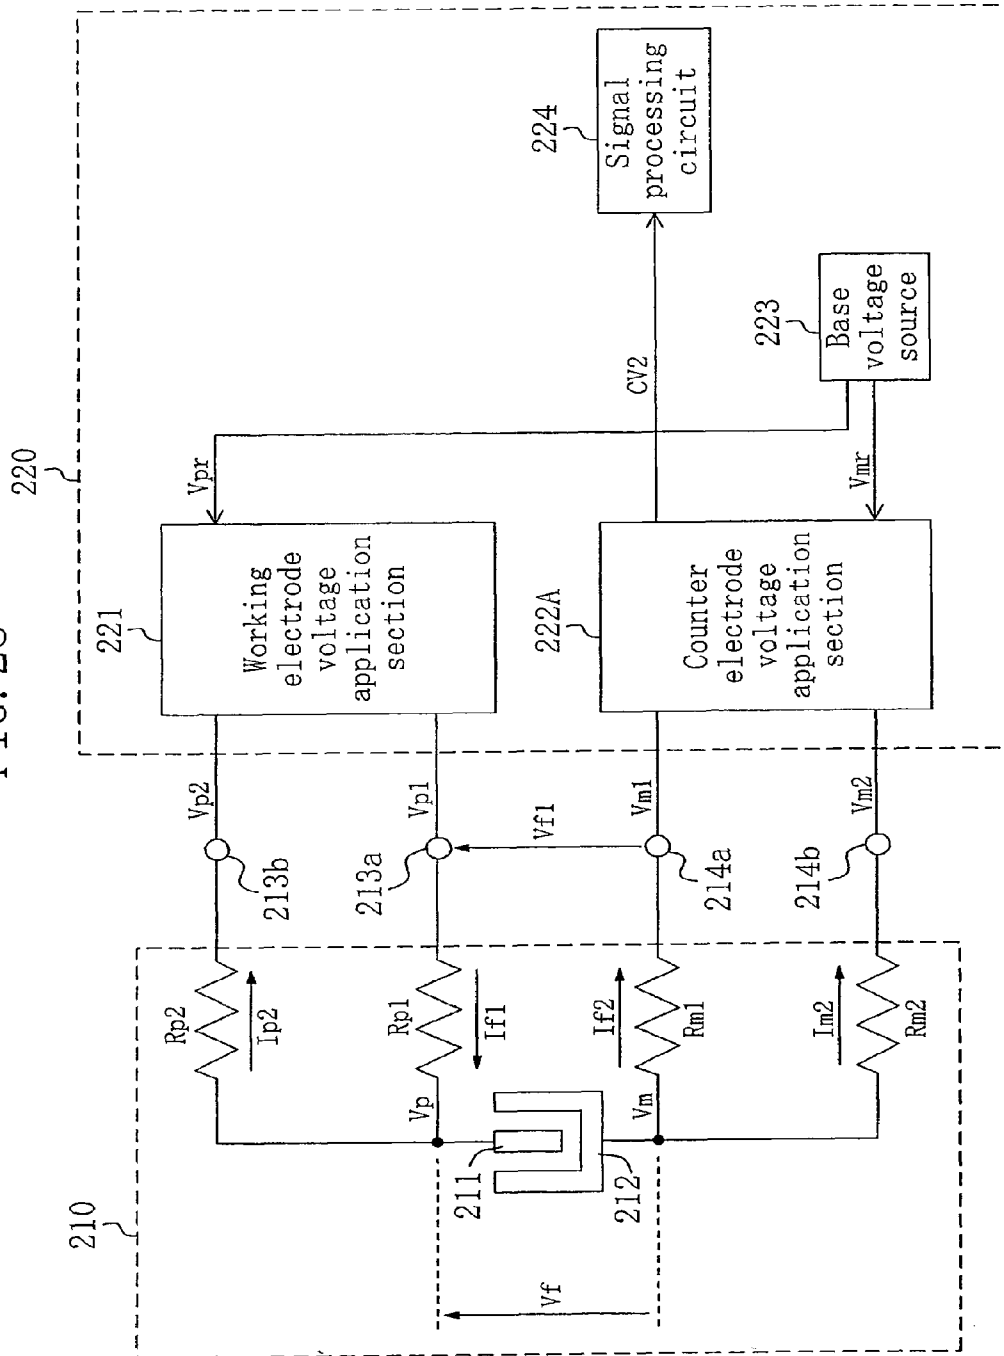 220
221
Working
electrode
voltage
application
section
222A
Counter
electrode
voltage
application
section
224
Signal
processing
circuit
223
Base
voltage
source
Vpr
CV2
Vmr
Vp2
Vp1
Vm1
Vm2
213b
213a
Vf1
214a
214b
210
Rp2
Ip2
Rp1
If1
If2
Rm1
Im2
Rm2
Vp
Vm
211
212
Vf